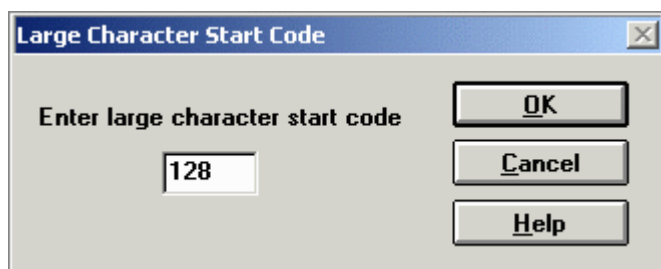 Large Character Start Code
Enter large character start code
128
OK
Cancel
Help